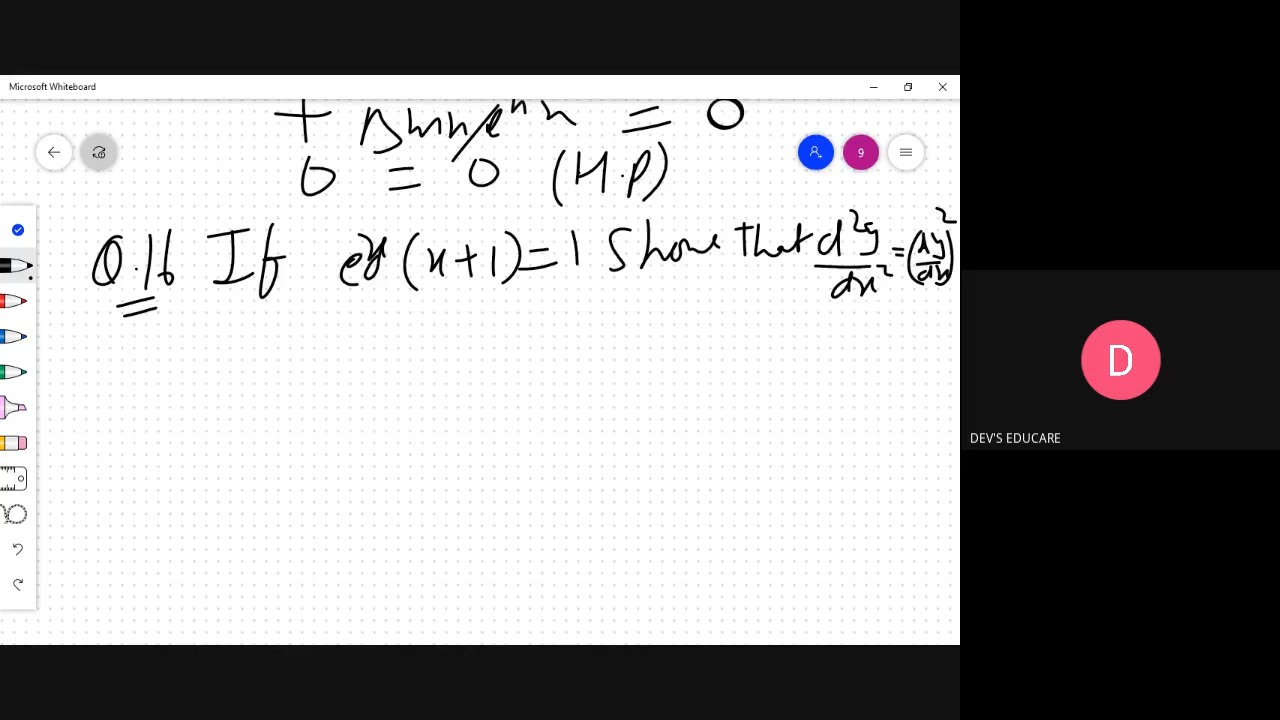 Microsoft Whiteboard
= 0
0 = 0 (H.P)
9
Q.16 If e^y (x+1) = 1 Show that d²y/dx² = (dy/dx)²
D
DEV'S EDUCARE